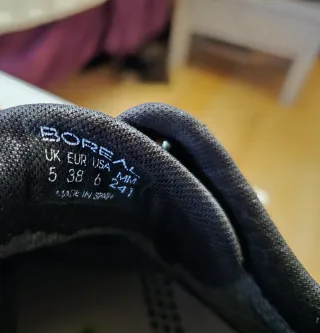 BOREAL
UK EUR USA MM
5 38 6 241
MADE IN SPAIN